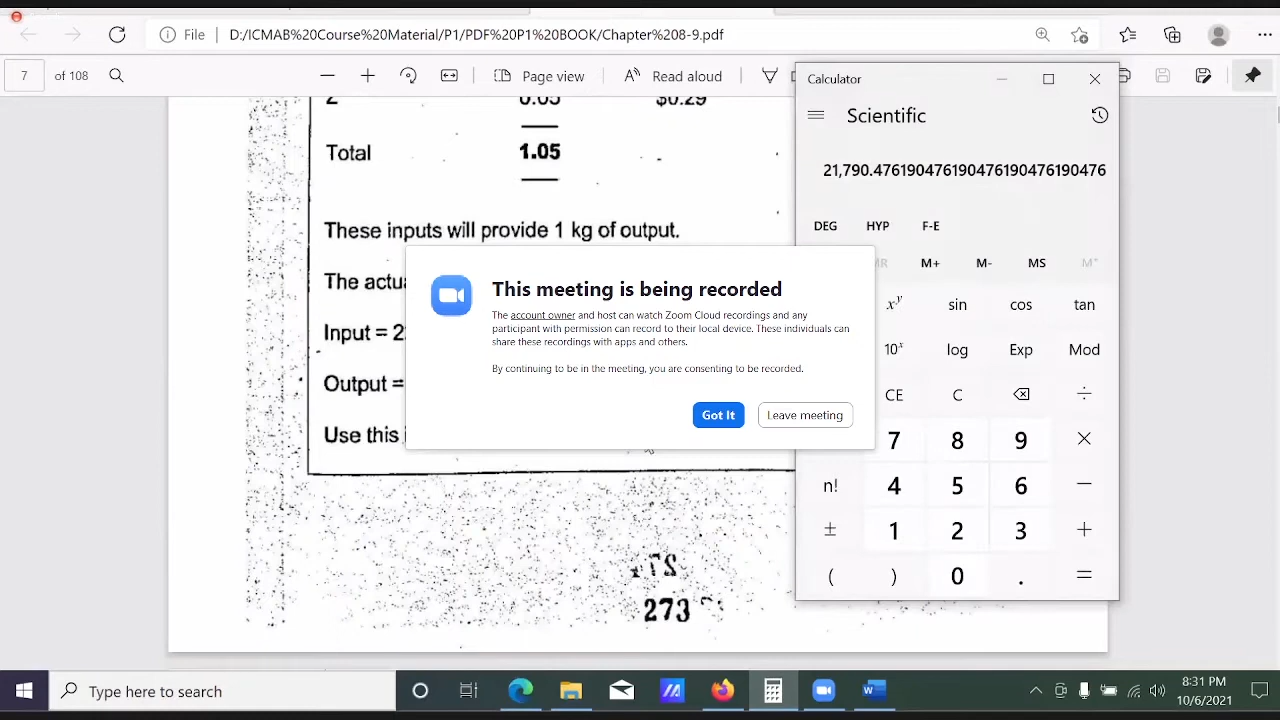 File
D:/ICMAB%20Course%20Material/P1/PDF%20P1%20BOOK/Chapter%208-9.pdf
7 of 108
Page view
Read aloud
Z 0.05 $0.29
Total 1.05
These inputs will provide 1 kg of output.
The actu
Input = 2
Output =
Use this
273
This meeting is being recorded
The account owner and host can watch Zoom Cloud recordings and any
participant with permission can record to their local device. These individuals can
share these recordings with apps and others.
By continuing to be in the meeting, you are consenting to be recorded.
Got It
Leave meeting
Calculator
Scientific
21,790.476190476190476190476190476
DEG HYP F-E
MR M+ M- MS M˅
xʸ sin cos tan
10ˣ log Exp Mod
CE C ÷
7 8 9 ×
n! 4 5 6 −
± 1 2 3 +
( ) 0 . =
Type here to search
8:31 PM
10/6/2021